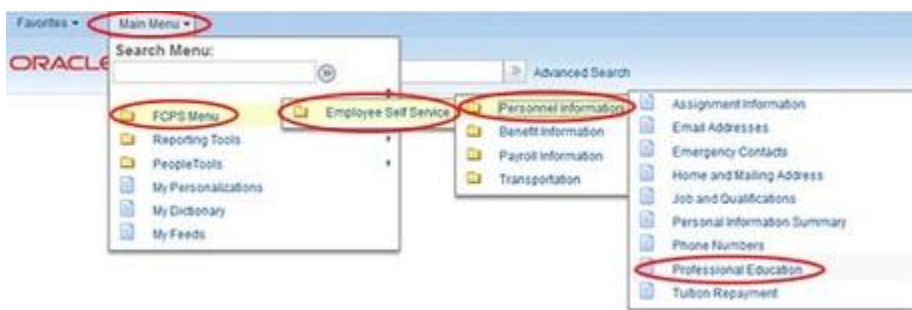 Favorites
Main Menu
Search Menu:
ORACLE
Advanced Search
FCPS Menu
Reporting Tools
PeopleTools
My Personalizations
My Dictionary
My Feeds
Employee Self Service
Personnel Information
Benefit Information
Payroll Information
Transportation
Assignment Information
Email Addresses
Emergency Contacts
Home and Mailing Address
Job and Qualifications
Personal Information Summary
Phone Numbers
Professional Education
Tuition Repayment